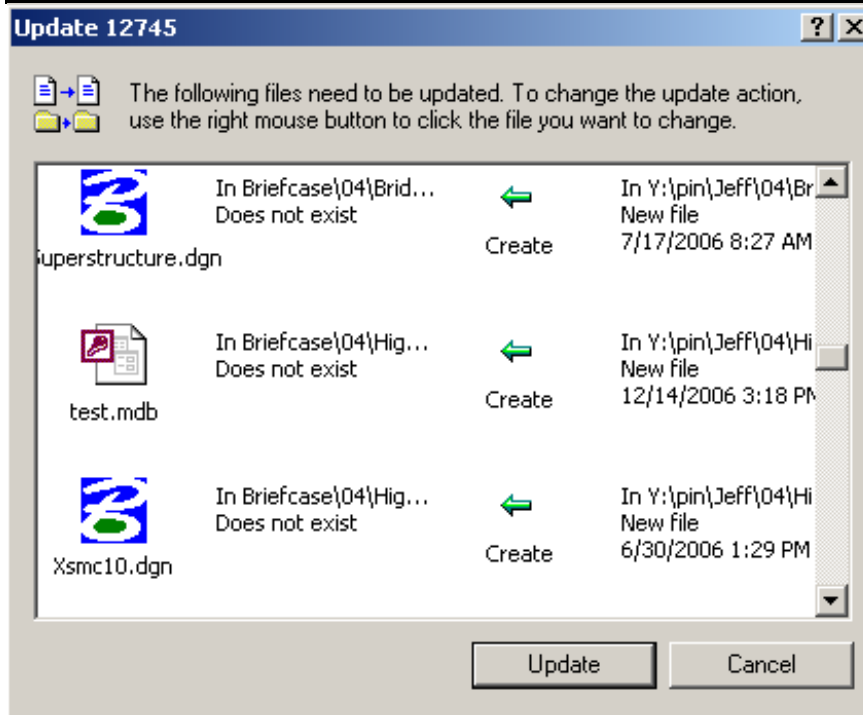 Update 12745
The following files need to be updated. To change the update action,
use the right mouse button to click the file you want to change.
In Briefcase\04\Brid...
Does not exist
Create
In Y:\pin\Jeff\04\Br
New file
7/17/2006 8:27 AM
uperstructure.dgn
In Briefcase\04\Hig...
Does not exist
Create
In Y:\pin\Jeff\04\Hi
New file
12/14/2006 3:18 PM
test.mdb
In Briefcase\04\Hig...
Does not exist
Create
In Y:\pin\Jeff\04\Hi
New file
6/30/2006 1:29 PM
Xsmc10.dgn
Update
Cancel